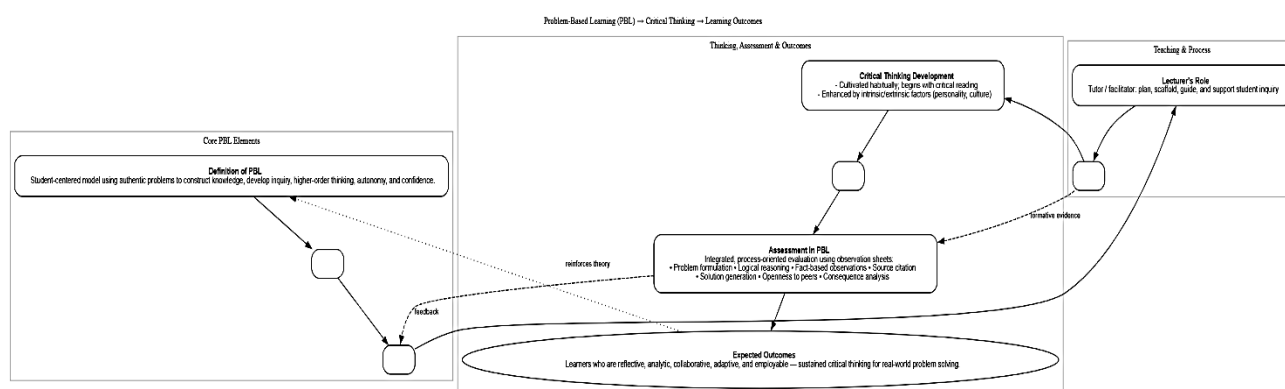 Problem-Based Learning (PBL) → Critical Thinking → Learning Outcomes
Core PBL Elements
Definition of PBL
Student-centered model using authentic problems to construct knowledge, develop inquiry, higher-order thinking, autonomy, and confidence.
Thinking, Assessment & Outcomes
Critical Thinking Development
- Cultivated habitually; begins with critical reading
- Enhanced by intrinsic/extrinsic factors (personality, culture)
Teaching & Process
Lecturer's Role
Tutor / facilitator: plan, scaffold, guide, and support student inquiry
formative evidence
Assessment in PBL
Integrated, process-oriented evaluation using observation sheets:
• Problem formulation • Logical reasoning • Fact-based observations • Source citation
• Solution generation • Openness to peers • Consequence analysis
reinforces theory
feedback
Expected Outcomes
Learners who are reflective, analytic, collaborative, adaptive, and employable — sustained critical thinking for real-world problem solving.